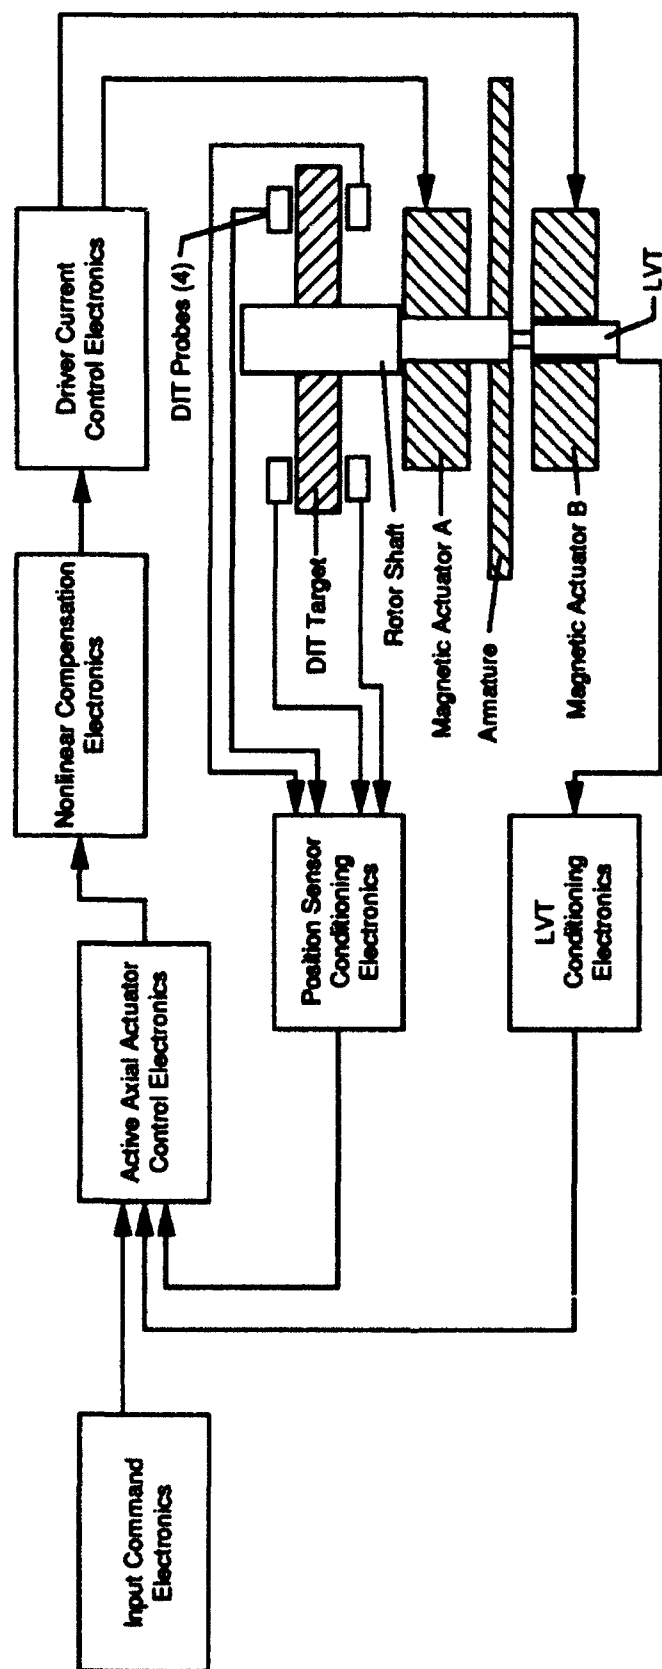 Input Command
Electronics
Active Axial Actuator
Control Electronics
Nonlinear Compensation
Electronics
Driver Current
Control Electronics
Position Sensor
Conditioning
Electronics
LVT
Conditioning
Electronics
DIT Probes (4)
DIT Target
Rotor Shaft
Magnetic Actuator A
Armature
Magnetic Actuator B
LVT